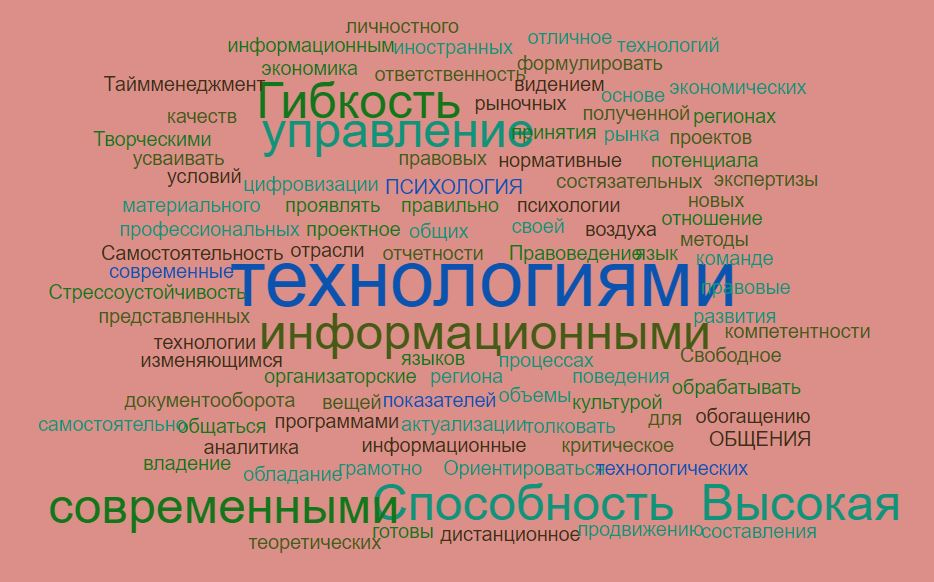 личностного
информационным иностранных отличное технологий
экономика ответственность формулировать
Таймменеджмент Гибкость видением основе экономических
рыночных
качеств управление принятия полученной регионах
Творческими рынка проектов
усваивать правовых нормативные потенциала
условий цифровизации ПСИХОЛОГИЯ состязательных экспертизы
материального проявлять правильно психологии новых
профессиональных проектное общих своей воздуха отношение
методы
Самостоятельность отрасли отчетности Правоведение язык команде
современные технологиями правовые
Стрессоустойчивость
представленных информационными развития
технологии компетентности
изменяющимся языков процессах Свободное
организаторские региона поведения обрабатывать
документооборота вещей показателей объемы культурой
самостоятельно общаться программами актуализации толковать для обогащению
аналитика информационные критическое ОБЩЕНИЯ
владение обладание грамотно Ориентироваться технологических
современными Способность Высокая
готовы дистанционное продвижению составления
теоретических